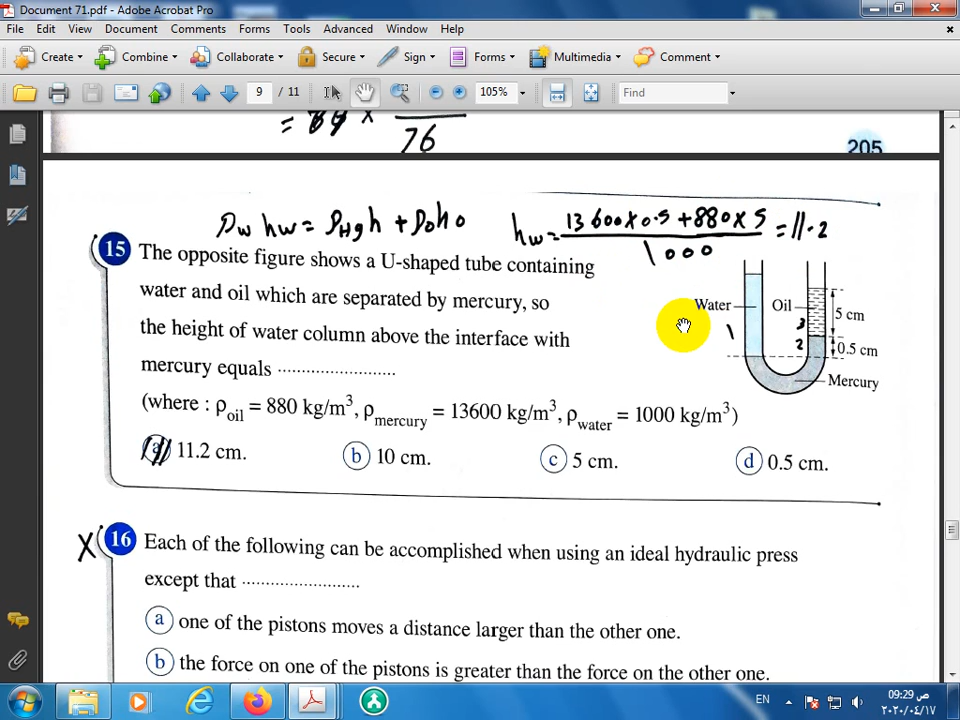 Document 71.pdf - Adobe Acrobat Pro
File Edit View Document Comments Forms Tools Advanced Window Help
Create Combine Collaborate Secure Sign Forms Multimedia Comment
9 / 11 105% Find
76
205
ρw hw = ρHg h + ρo ho hw = 13600×0.5 + 880×5 = 11.2
1000
15 The opposite figure shows a U-shaped tube containing
water and oil which are separated by mercury, so
the height of water column above the interface with
mercury equals ........................
(where : ρoil = 880 kg/m³, ρmercury = 13600 kg/m³, ρwater = 1000 kg/m³)
Water Oil 5 cm
1 3
2 0.5 cm
Mercury
a 11.2 cm. b 10 cm. c 5 cm. d 0.5 cm.
X 16 Each of the following can be accomplished when using an ideal hydraulic press
except that ........................
a one of the pistons moves a distance larger than the other one.
b the force on one of the pistons is greater than the force on the other one.
EN 09:29 ص
٢٠٢٠/٠٤/١٧